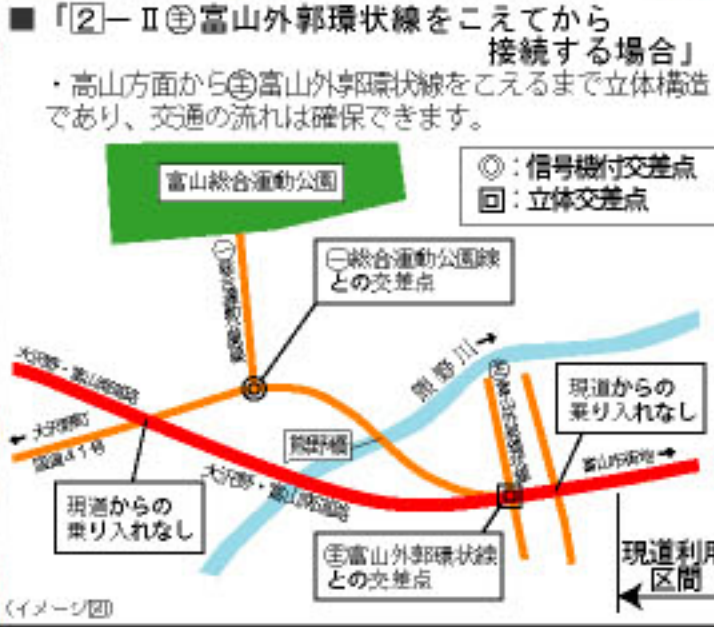 ■「2－Ⅱ㊤富山外郭環状線をこえてから
接続する場合」
・高山方面から㊤富山外郭環状線をこえるまで立体構造
であり、交通の流れは確保できます。
富山総合運動公園
◎：信号機付交差点
回：立体交差点
㊀総合運動公園線
との交差点
熊野川→
現道からの
乗り入れなし
大沢野・富山南道路
←大沢野町
国道41号
熊野橋
大沢野・富山南道路
富山市街地→
現道からの
乗り入れなし
㊤富山外郭環状線
との交差点
現道利用
区間
(イメージ図)